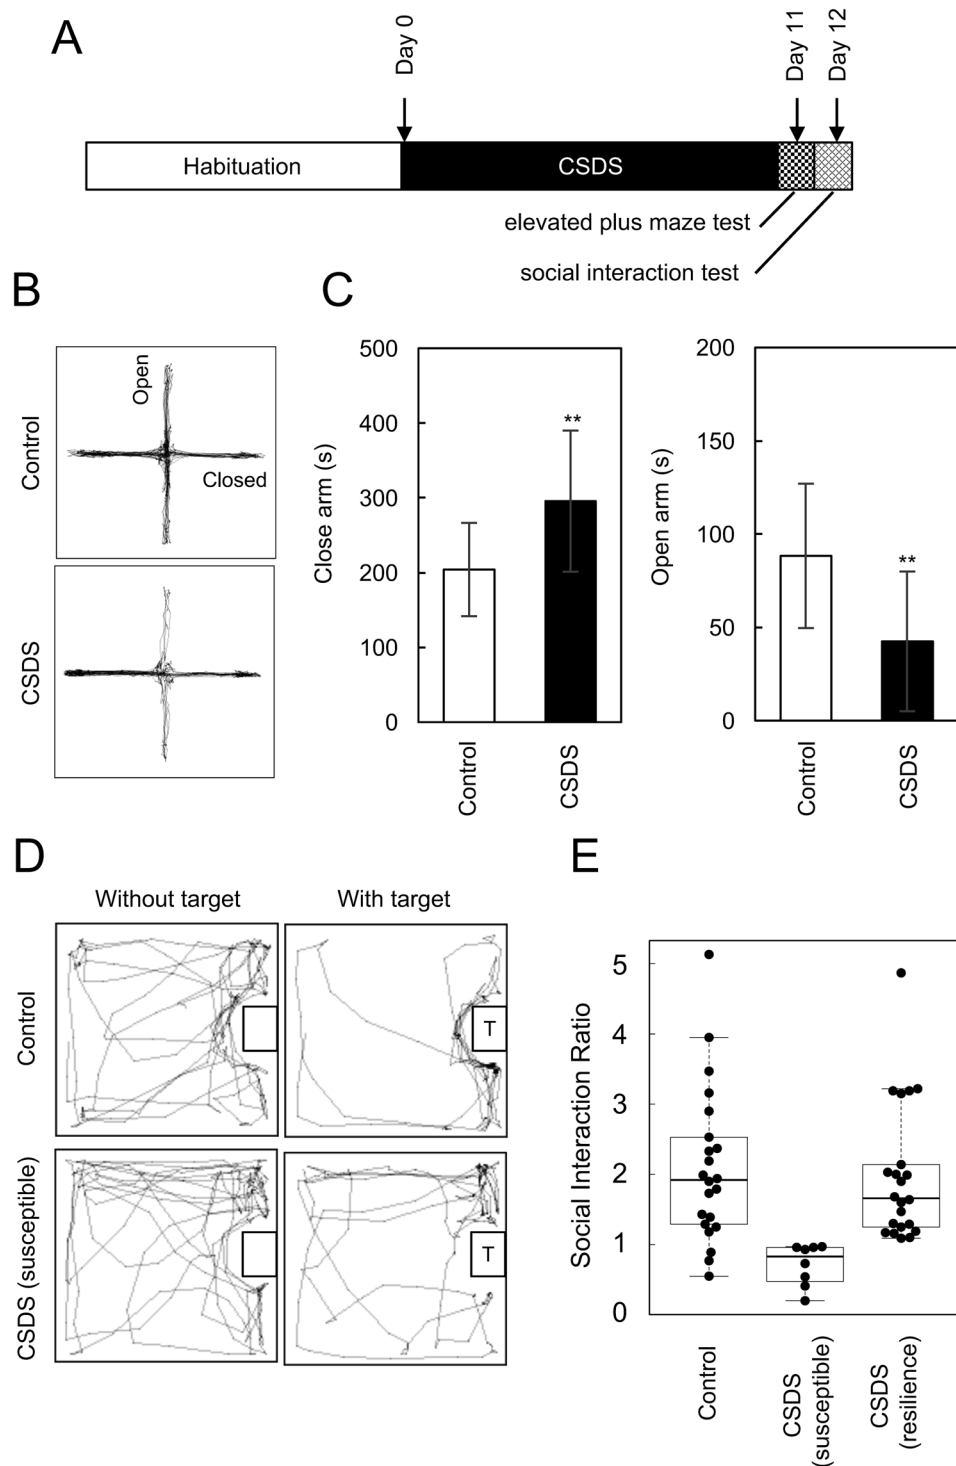 A
Day 0
Day 11
Day 12
Habituation
CSDS
elevated plus maze test
social interaction test
B
Control
Open
Closed
CSDS
C
Close arm (s)
500
400
300
200
100
0
**
Control
CSDS
Open arm (s)
200
150
100
50
0
**
Control
CSDS
D
Without target
With target
Control
T
CSDS (susceptible)
T
E
Social Interaction Ratio
5
4
3
2
1
0
Control
CSDS
(susceptible)
CSDS
(resilience)